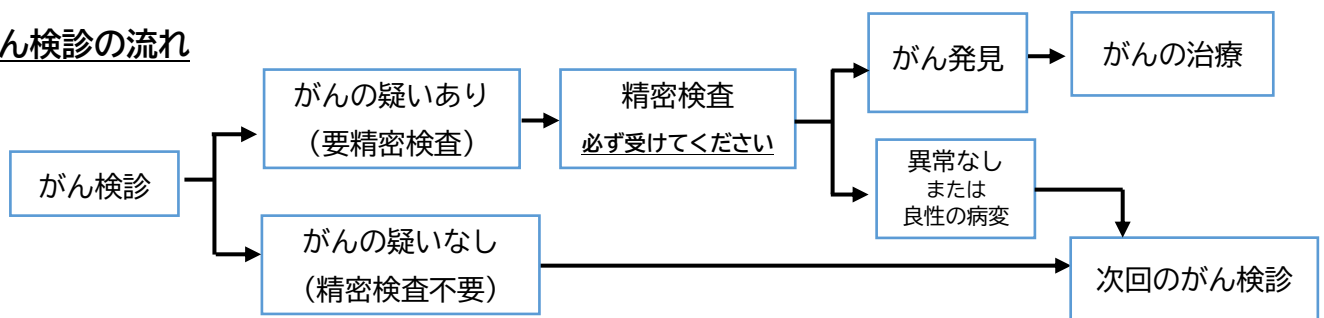 ん検診の流れ
がん検診
がんの疑いあり
（要精密検査）
精密検査
必ず受けてください
がん発見
がんの治療
異常なし
または
良性の病変
がんの疑いなし
（精密検査不要）
次回のがん検診